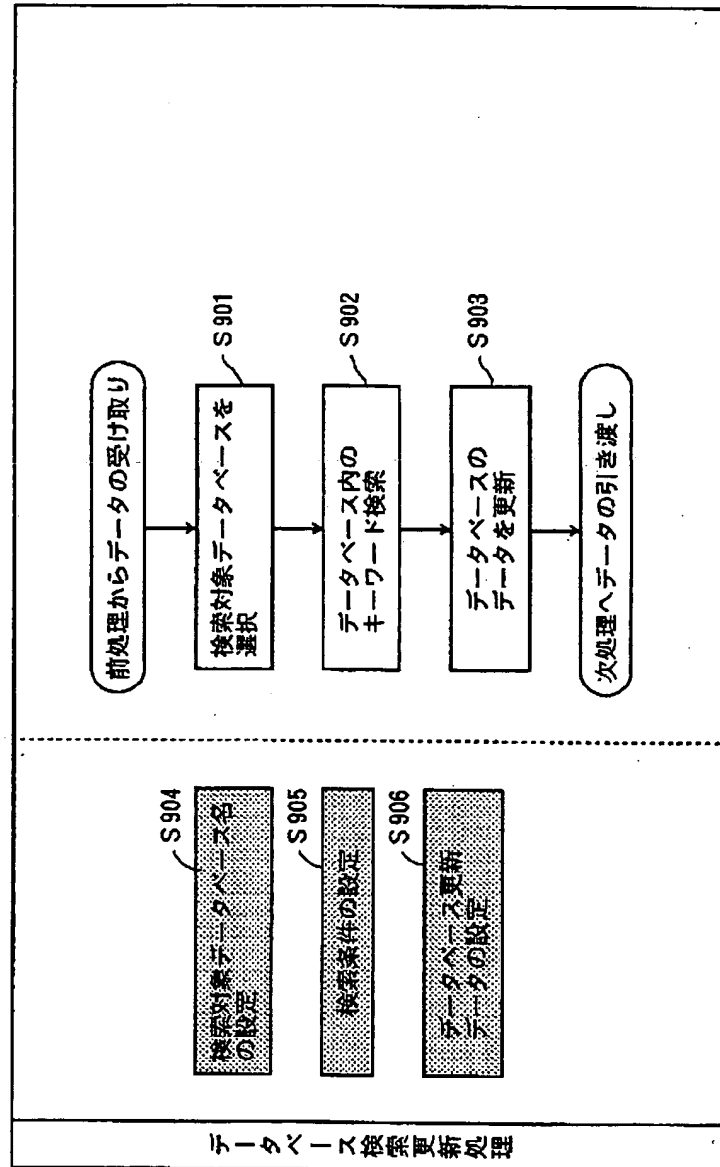 データベース検索更新処理
検索対象データベース名
の設定
S904
検索条件の設定
S905
データベース更新
データの設定
S906
前処理からデータの受け取り
検索対象データベースを
選択
S901
データベース内の
キーワード検索
S902
データベースの
データを更新
S903
次処理へデータの引き渡し